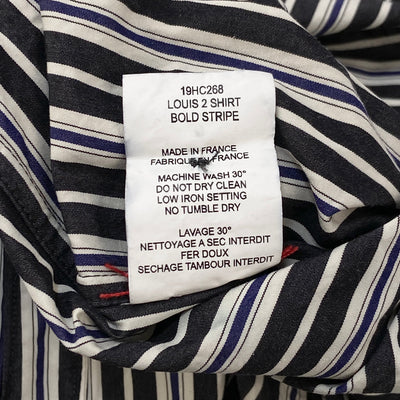 19HC268
LOUIS 2 SHIRT
BOLD STRIPE
MADE IN FRANCE
FABRIQUÉ EN FRANCE
MACHINE WASH 30°
DO NOT DRY CLEAN
LOW IRON SETTING
NO TUMBLE DRY
LAVAGE 30°
NETTOYAGE A SEC INTERDIT
FER DOUX
SECHAGE TAMBOUR INTERDIT